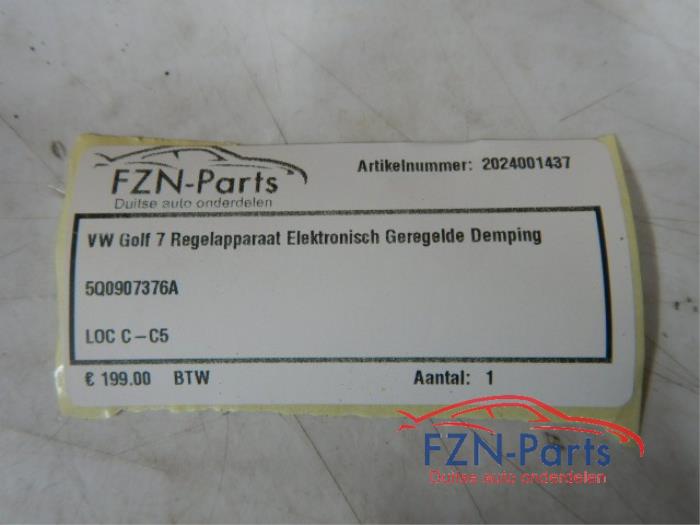 FZN-Parts
Duitse auto onderdelen
Artikelnummer: 2024001437
VW Golf 7 Regelapparaat Elektronisch Geregelde Demping
5Q0907376A
LOC C-C5
€ 199.00 BTW Aantal: 1
FZN-Parts
Duitse auto onderdelen